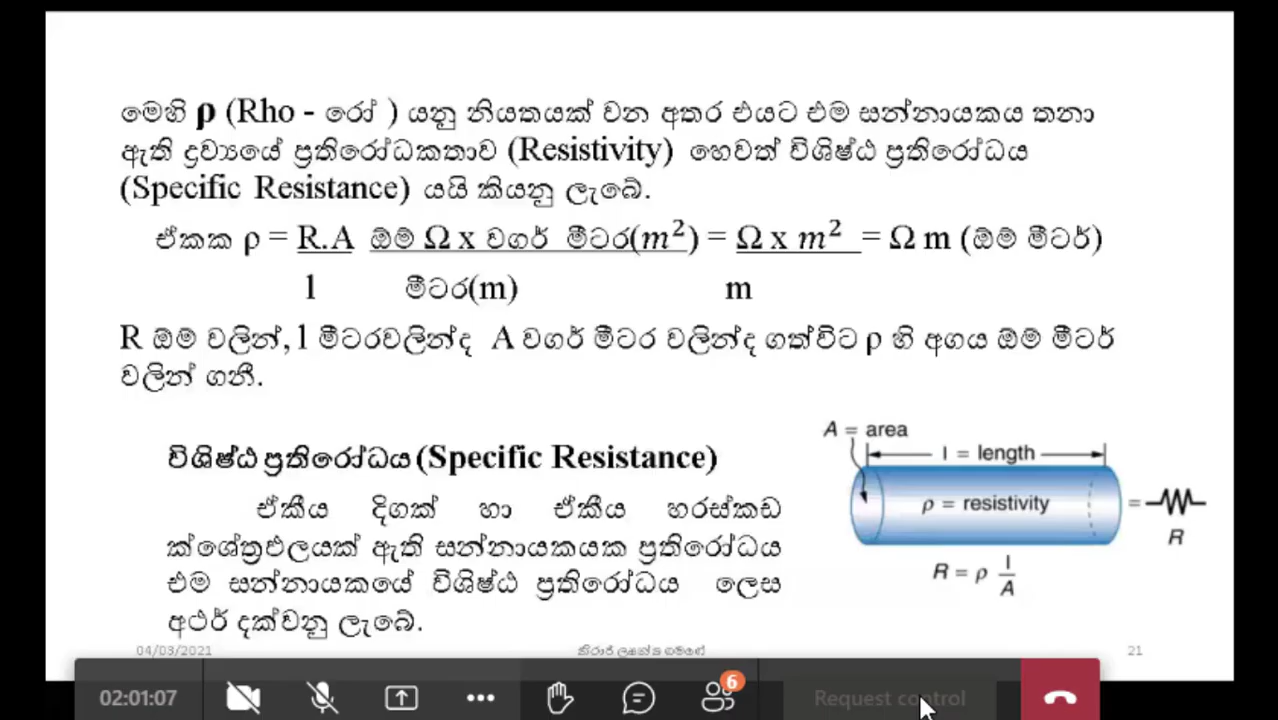 මෙහි ρ (Rho - රෝ ) යනු නියතයක් වන අතර එයට එම සන්නායකය තනා
ඇති ද්‍රව්‍යයේ ප්‍රතිරෝධකතාව (Resistivity) හෙවත් විශිෂ්ඨ ප්‍රතිරෝධය
(Specific Resistance) යයි කියනු ලැබේ.
ඒකක ρ = R.A ඕම් Ω x වගර් මීටර(m²) = Ω x m² = Ω m (ඕම් මීටර්)
l මීටර(m) m
R ඕම් වලින්, l මීටරවලින්ද A වගර් මීටර වලින්ද ගත්විට ρ හි අගය ඕම් මීටර්
වලින් ගනී.
විශිෂ්ඨ ප්‍රතිරෝධය (Specific Resistance)
ඒකීය දිගක් හා ඒකීය හරස්කඩ
ක්ශේත්‍රඵලයක් ඇති සන්නායකයක ප්‍රතිරෝධය
එම සන්නායකයේ විශිෂ්ඨ ප්‍රතිරෝධය ලෙස
අථර් දක්වනු ලැබේ.
A = area
l = length
ρ = resistivity
= R
R = ρ l
A
04/03/2021
21
02:01:07
6
Request control